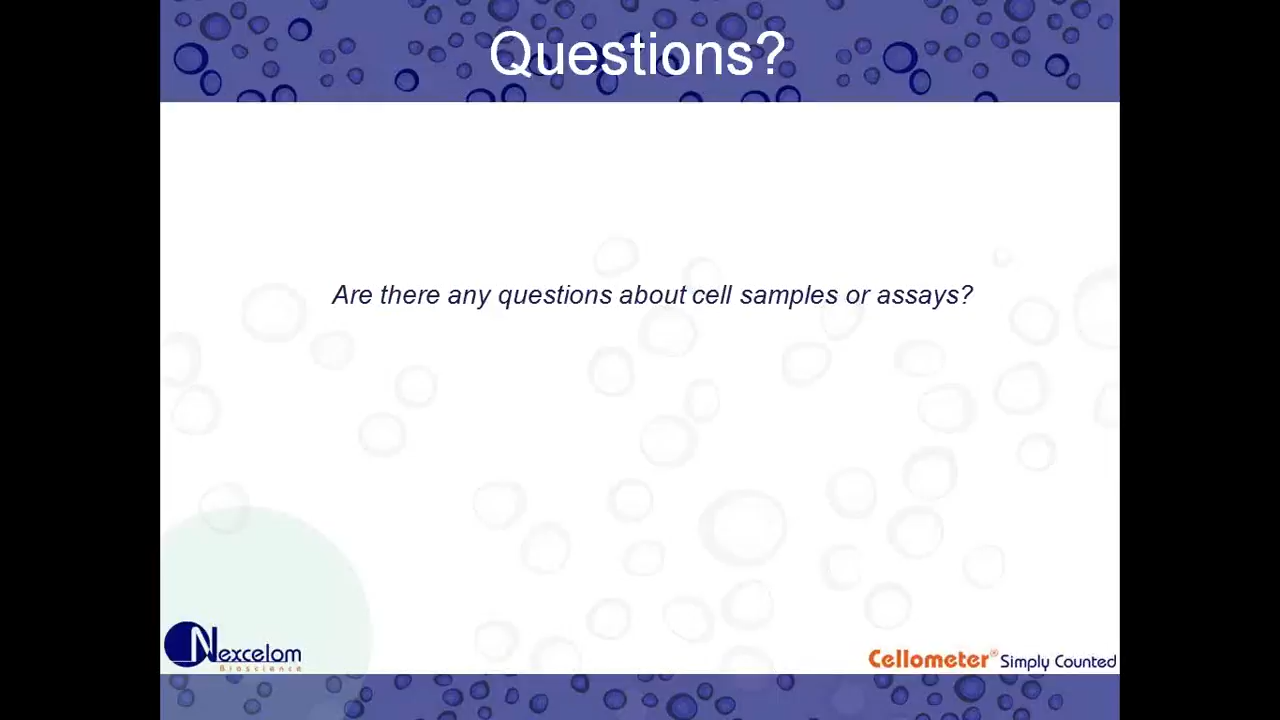 Questions?
Are there any questions about cell samples or assays?
Nexcelom
Bioscience
Cellometer® Simply Counted